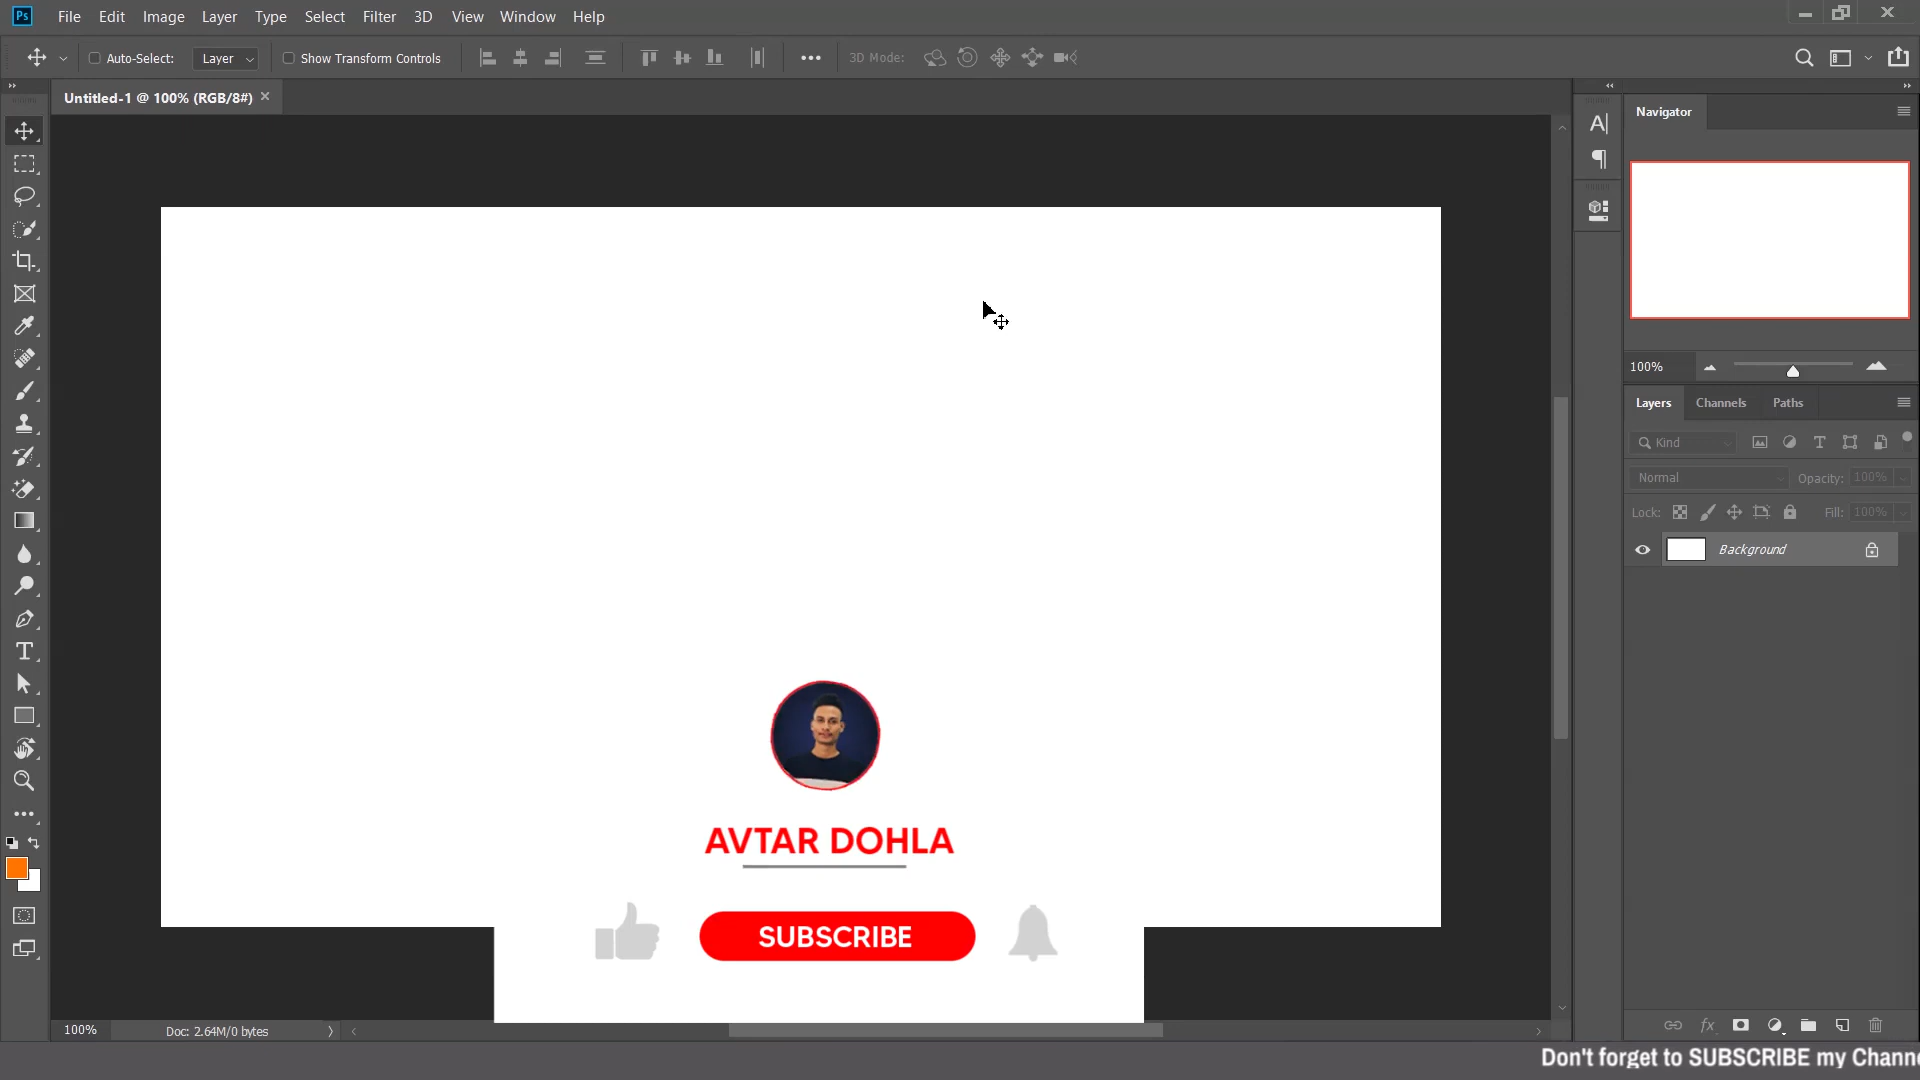 Ps File Edit Image Layer Type Select Filter 3D View Window Help
Auto-Select: Layer Show Transform Controls 3D Mode:
Untitled-1 @ 100% (RGB/8#)
Navigator
100%
Layers Channels Paths
Kind
Normal Opacity: 100%
Lock: Fill: 100%
Background
AVTAR DOHLA
SUBSCRIBE
100% Doc: 2.64M/0 bytes
Don't forget to SUBSCRIBE my Channe